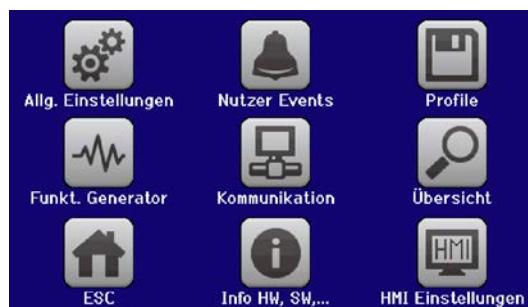 Allg. Einstellungen
Nutzer Events
Profile
Funkt. Generator
Kommunikation
Übersicht
HMI
ESC
Info HW, SW,...
HMI Einstellungen